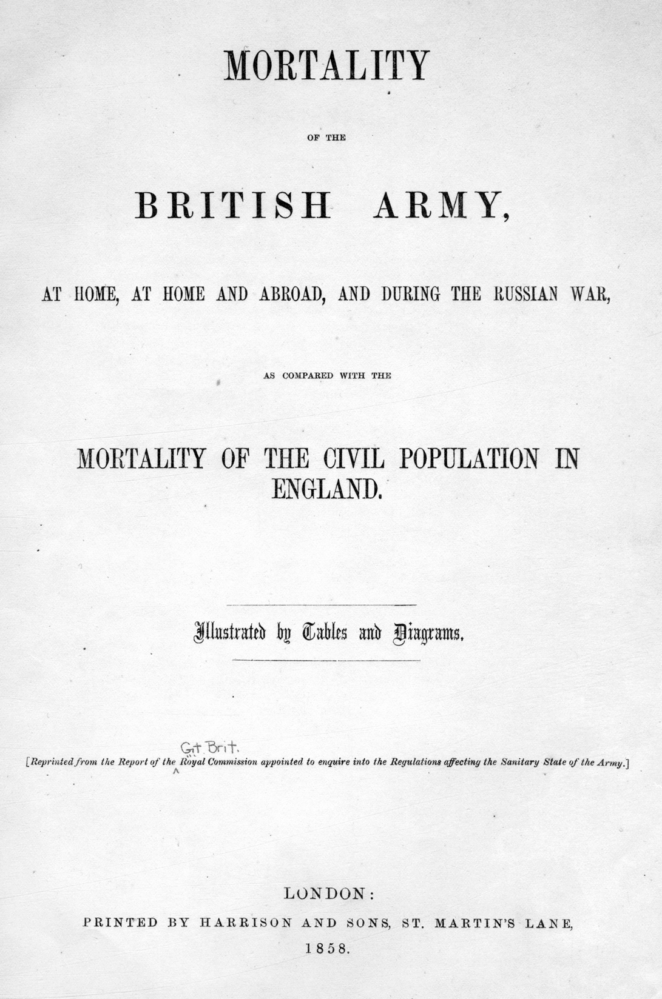 MORTALITY
OF THE
BRITISH ARMY,
AT HOME, AT HOME AND ABROAD, AND DURING THE RUSSIAN WAR,
AS COMPARED WITH THE
MORTALITY OF THE CIVIL POPULATION IN
ENGLAND.
Illustrated by Tables and Diagrams.
Gt. Brit.
[Reprinted from the Report of the Royal Commission appointed to enquire into the Regulations affecting the Sanitary State of the Army.]
LONDON:
PRINTED BY HARRISON AND SONS, ST. MARTIN'S LANE,
1858.